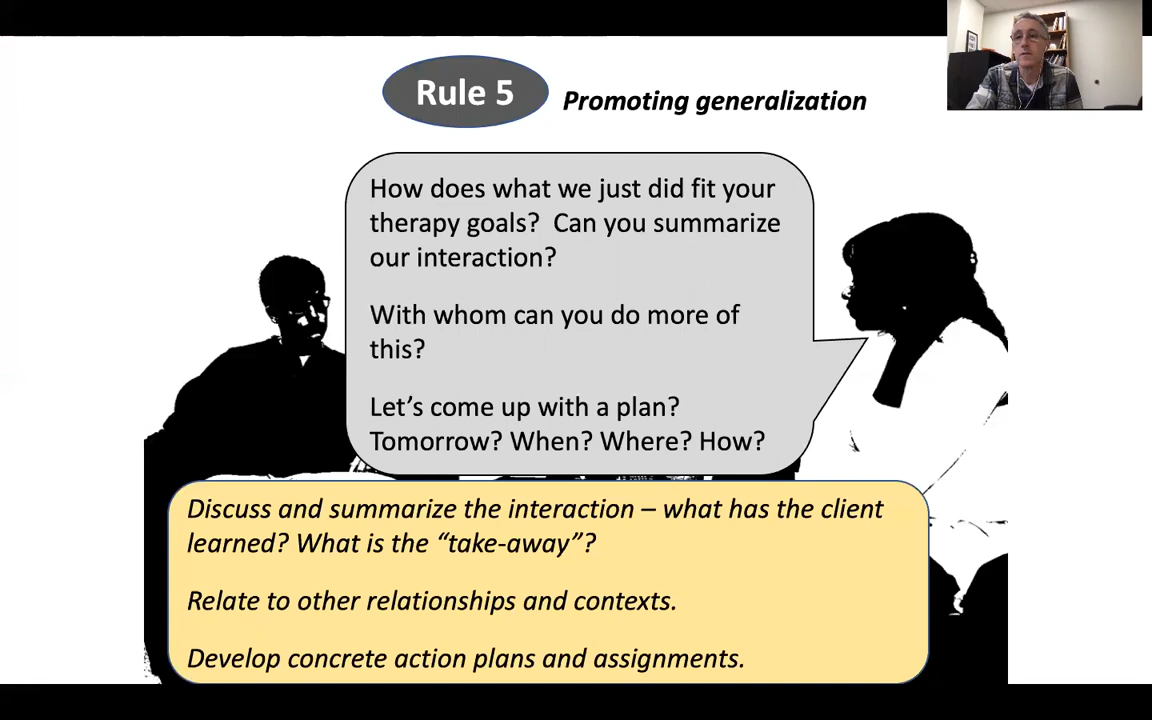 Rule 5
Promoting generalization
How does what we just did fit your
therapy goals?  Can you summarize
our interaction?
With whom can you do more of
this?
Let’s come up with a plan?
Tomorrow? When? Where? How?
Discuss and summarize the interaction – what has the client
learned? What is the “take-away”?
Relate to other relationships and contexts.
Develop concrete action plans and assignments.